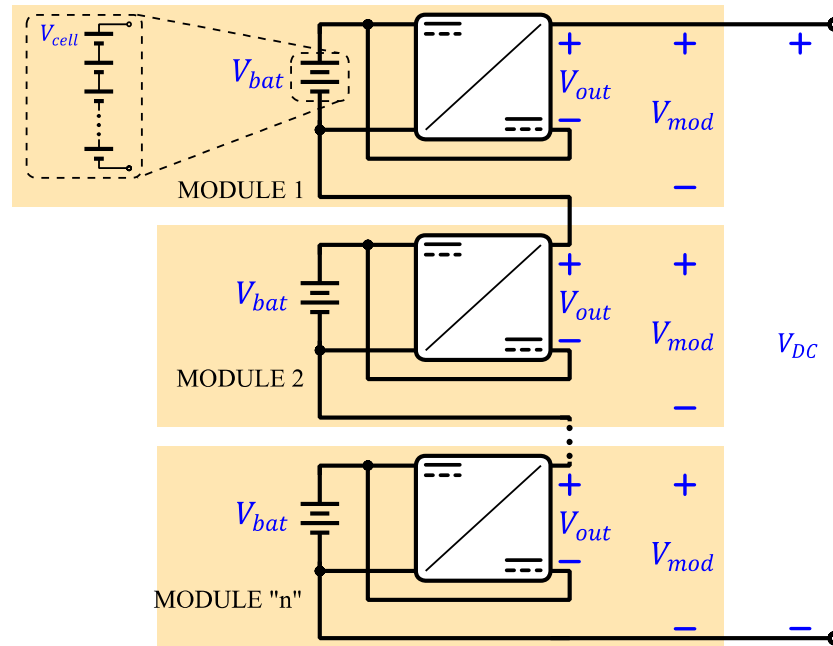 V_cell
V_bat
+
+
+
V_out
V_mod
−
−
MODULE 1
V_bat
+
+
V_out
V_mod
V_DC
−
−
MODULE 2
V_bat
+
+
V_out
V_mod
−
−
−
MODULE "n"